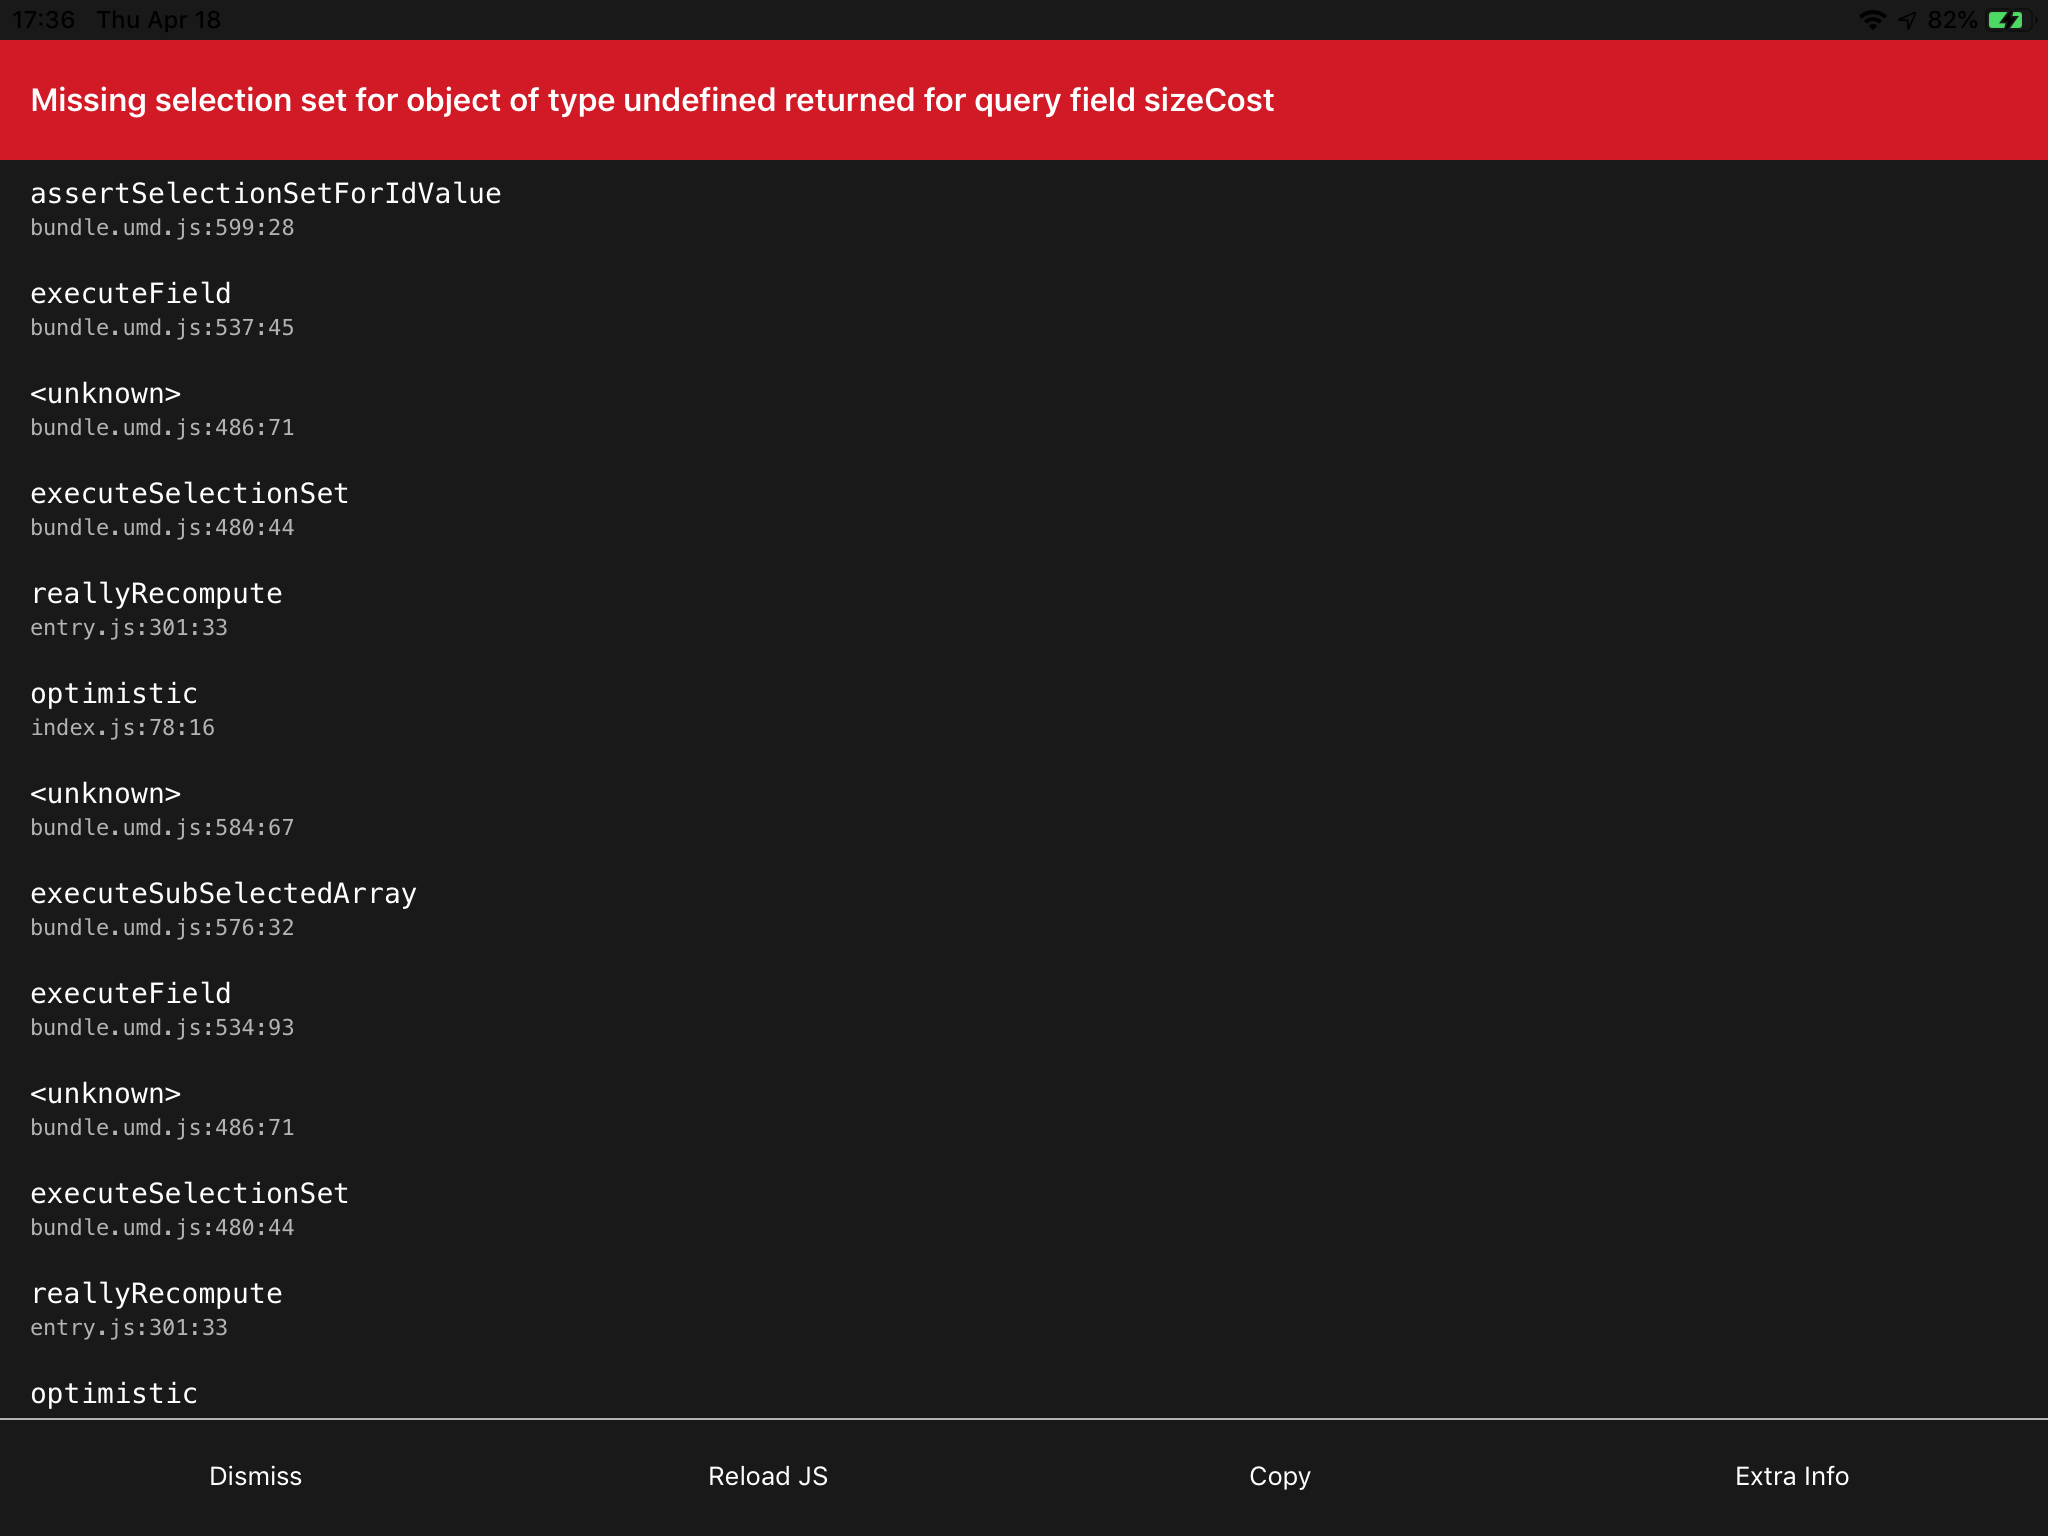 17:36 Thu Apr 18 82%
Missing selection set for object of type undefined returned for query field sizeCost
assertSelectionSetForIdValue
bundle.umd.js:599:28
executeField
bundle.umd.js:537:45
<unknown>
bundle.umd.js:486:71
executeSelectionSet
bundle.umd.js:480:44
reallyRecompute
entry.js:301:33
optimistic
index.js:78:16
<unknown>
bundle.umd.js:584:67
executeSubSelectedArray
bundle.umd.js:576:32
executeField
bundle.umd.js:534:93
<unknown>
bundle.umd.js:486:71
executeSelectionSet
bundle.umd.js:480:44
reallyRecompute
entry.js:301:33
optimistic
Dismiss Reload JS Copy Extra Info